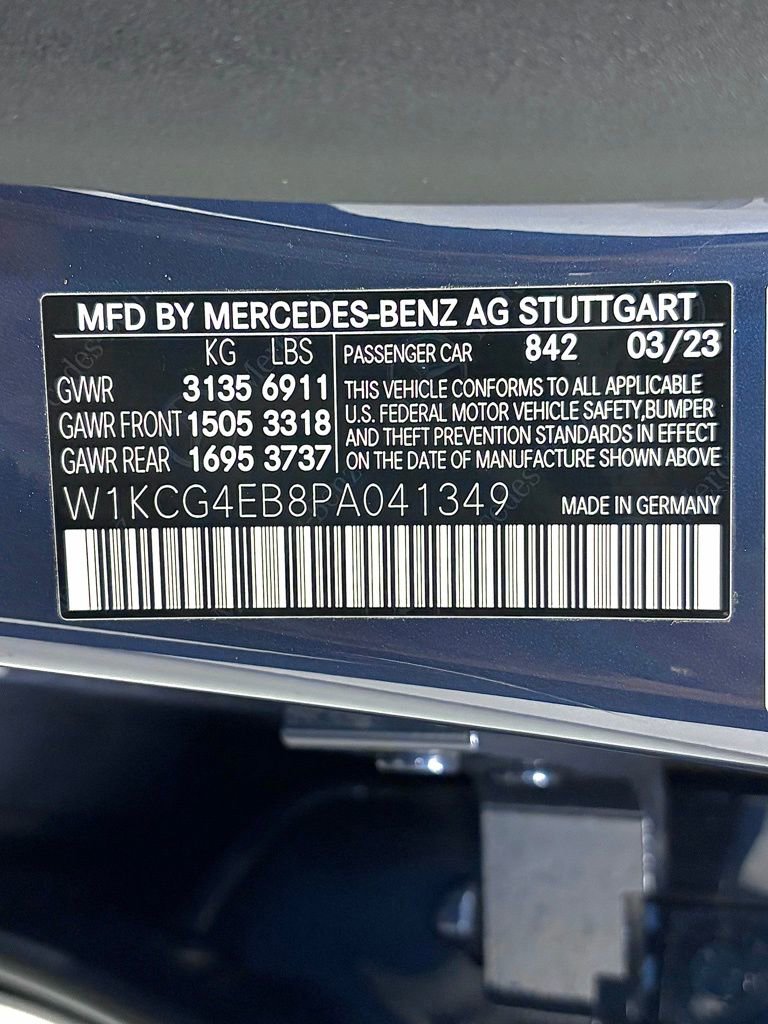 MFD BY MERCEDES-BENZ AG STUTTGART
KG LBS
GVWR 3135 6911
GAWR FRONT 1505 3318
GAWR REAR 1695 3737
PASSENGER CAR 842 03/23
THIS VEHICLE CONFORMS TO ALL APPLICABLE
U.S. FEDERAL MOTOR VEHICLE SAFETY,BUMPER
AND THEFT PREVENTION STANDARDS IN EFFECT
ON THE DATE OF MANUFACTURE SHOWN ABOVE
W1KCG4EB8PA041349 MADE IN GERMANY